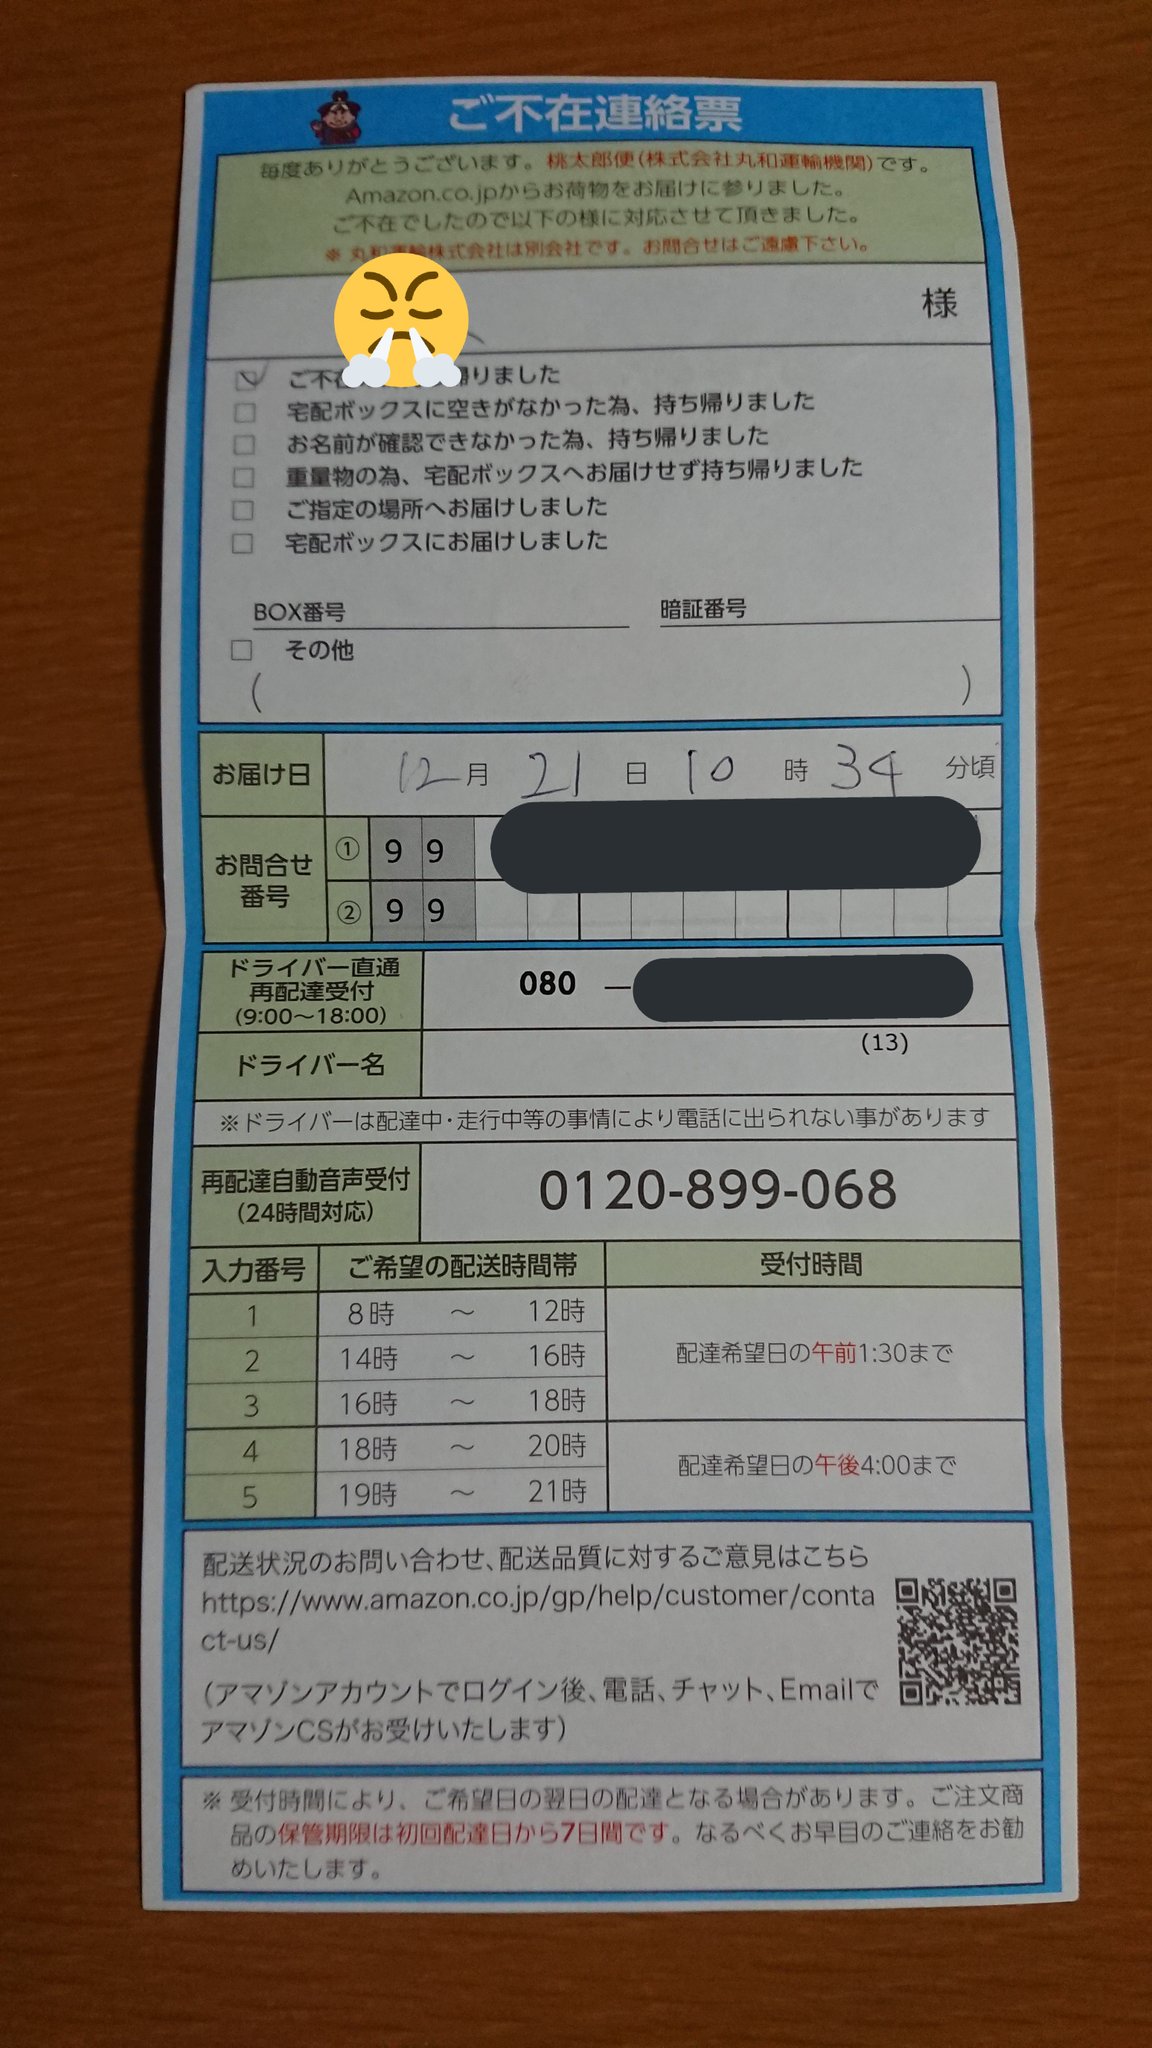 ご不在連絡票
毎度ありがとうございます。桃太郎便(株式会社丸和運輸機関)です。
Amazon.co.jpからお荷物をお届けに参りました。
ご不在でしたので以下の様に対応させて頂きました。
※ 丸和運輸株式会社は別会社です。お問合せはご遠慮下さい。
様
ご不在 帰りました
宅配ボックスに空きがなかった為、持ち帰りました
お名前が確認できなかった為、持ち帰りました
重量物の為、宅配ボックスへお届けせず持ち帰りました
ご指定の場所へお届けしました
宅配ボックスにお届けしました
BOX番号 暗証番号
その他
( )
お届け日 12月 21日 10時 34分頃
お問合せ番号 ① 9 9
② 9 9
ドライバー直通
再配達受付
(9:00～18:00)
080 —
ドライバー名 (13)
※ドライバーは配達中・走行中等の事情により電話に出られない事があります
再配達自動音声受付
(24時間対応)
0120-899-068
入力番号 ご希望の配送時間帯 受付時間
1 8時 ～ 12時
2 14時 ～ 16時 配達希望日の午前1:30まで
3 16時 ～ 18時
4 18時 ～ 20時 配達希望日の午後4:00まで
5 19時 ～ 21時
配送状況のお問い合わせ、配送品質に対するご意見はこちら
https://www.amazon.co.jp/gp/help/customer/conta
ct-us/
(アマゾンアカウントでログイン後、電話、チャット、Emailで
アマゾンCSがお受けいたします)
※ 受付時間により、ご希望日の翌日の配達となる場合があります。ご注文商
品の保管期限は初回配達日から7日間です。なるべくお早目のご連絡をお勧
めいたします。